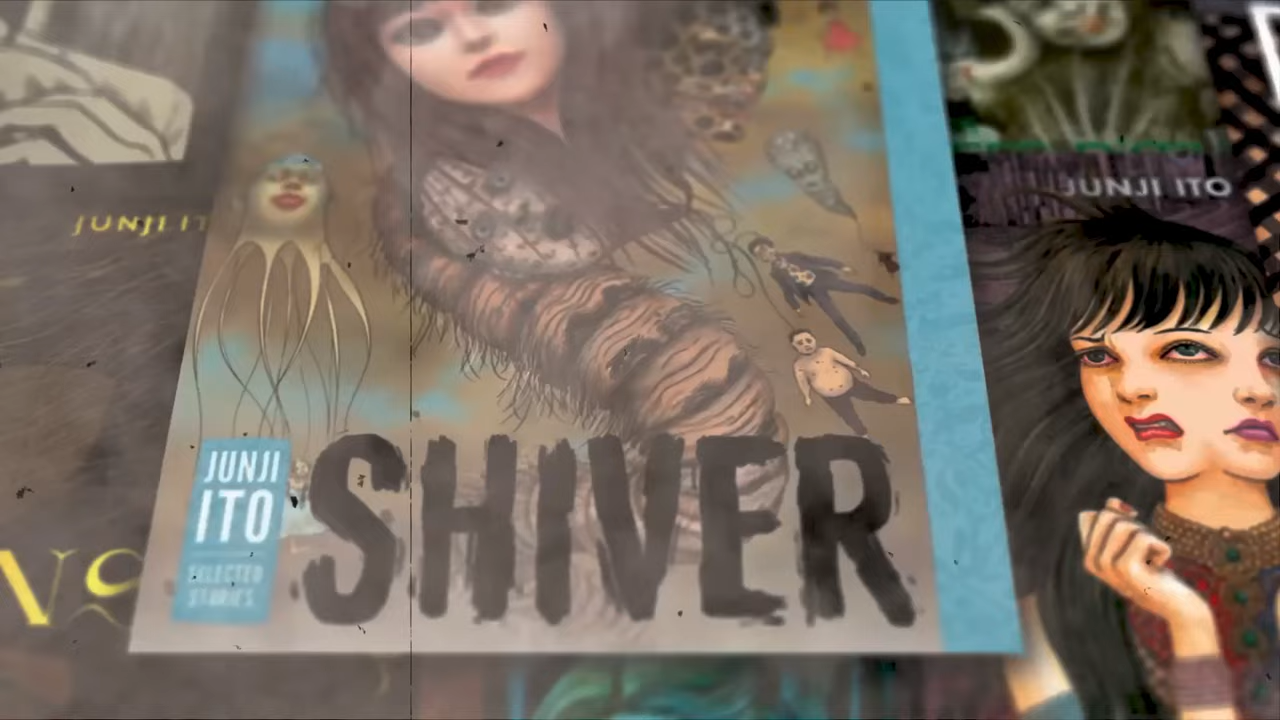 JUNJI IT
JUNJI ITO
JUNJI
ITO
SELECTED
STORIES
SHIVER